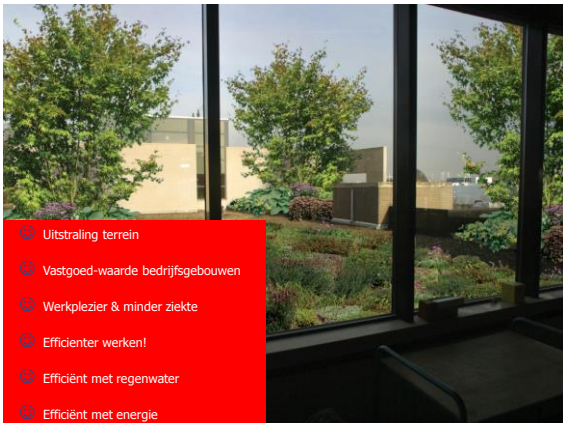 Uitstraling terrein
Vastgoed-waarde bedrijfsgebouwen
Werkplezier & minder ziekte
Efficienter werken!
Efficiënt met regenwater
Efficiënt met energie